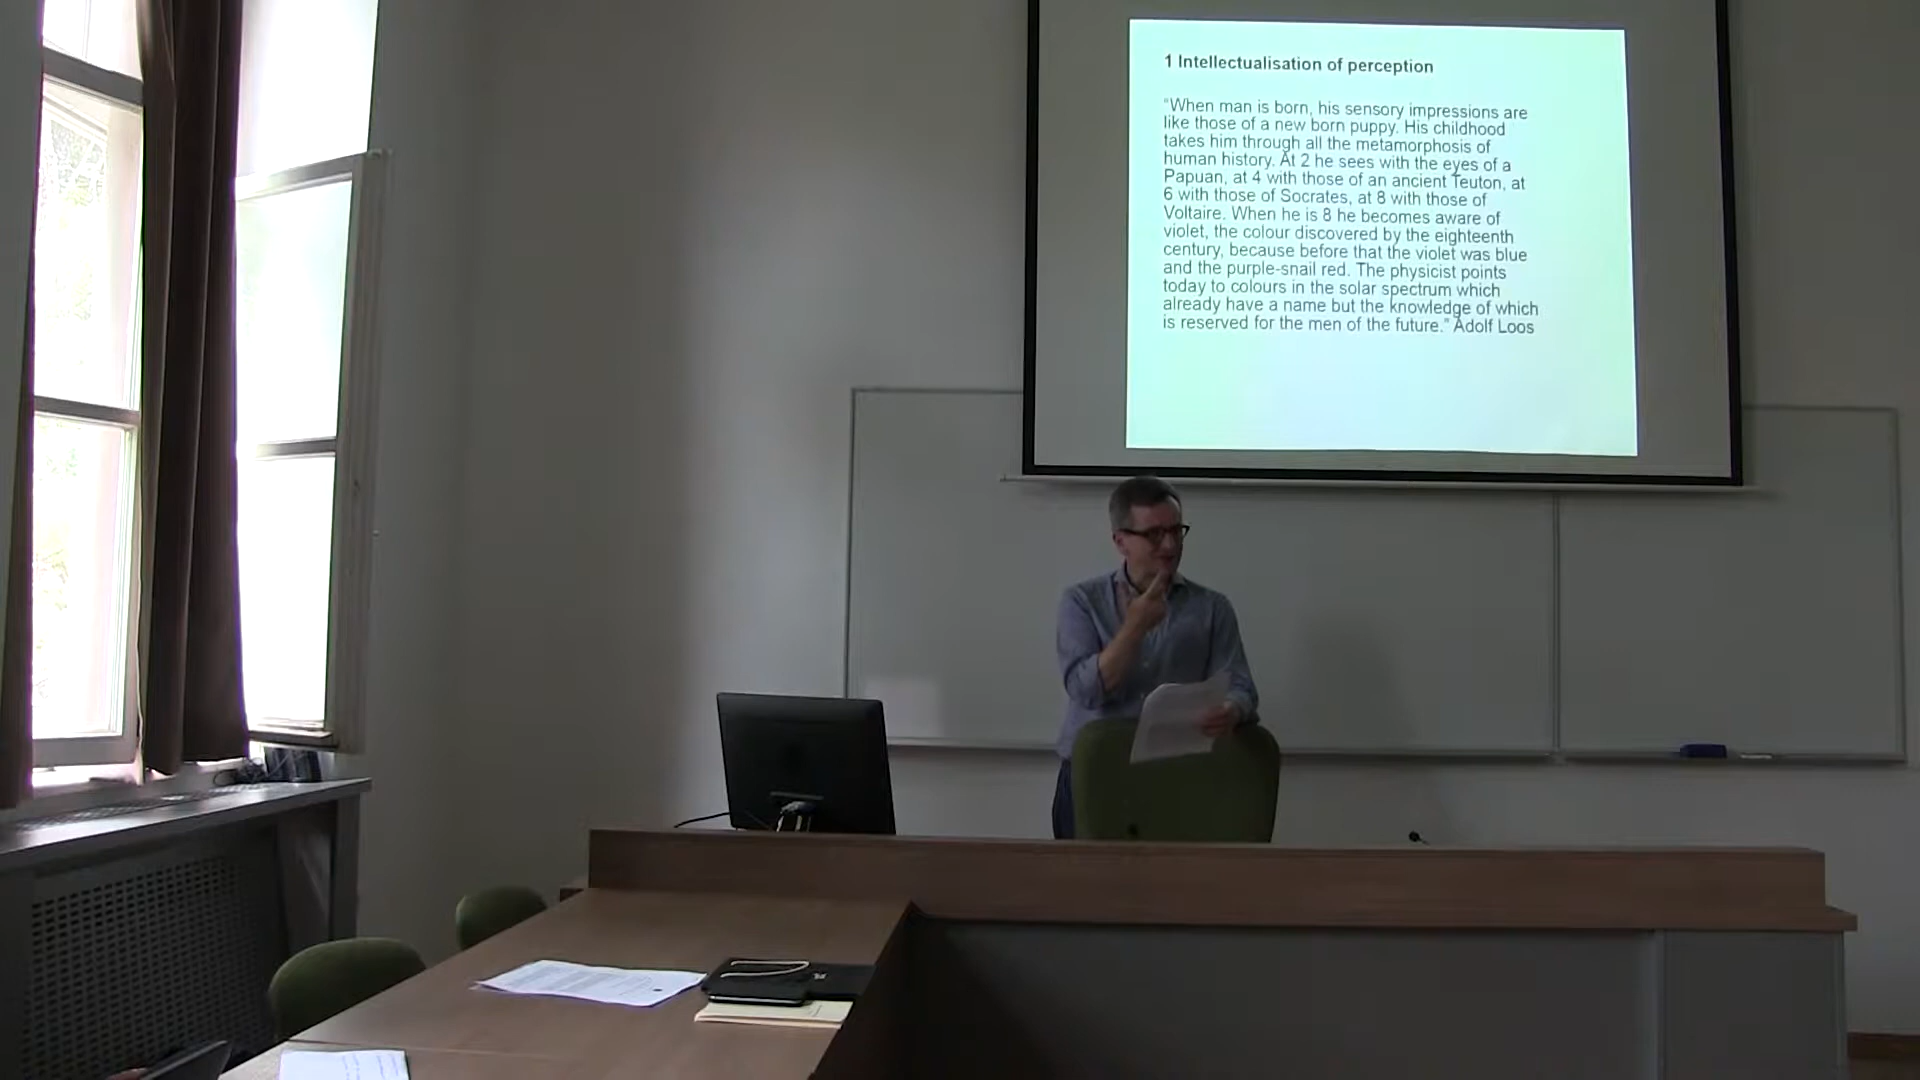 1 Intellectualisation of perception
"When man is born, his sensory impressions are
like those of a new born puppy. His childhood
takes him through all the metamorphosis of
human history. At 2 he sees with the eyes of a
Papuan, at 4 with those of an ancient Teuton, at
6 with those of Socrates, at 8 with those of
Voltaire. When he is 8 he becomes aware of
violet, the colour discovered by the eighteenth
century, because before that the violet was blue
and the purple-snail red. The physicist points
today to colours in the solar spectrum which
already have a name but the knowledge of which
is reserved for the men of the future." Adolf Loos